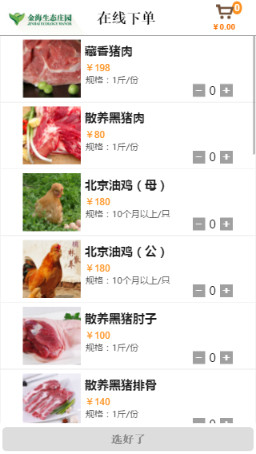 金海生态庄园
在线下单
0
￥0.00
藏香猪肉
￥198
规格：1斤/份
0
散养黑猪肉
￥80
规格：1斤/份
0
北京油鸡（母）
￥180
规格：10个月以上/只
0
北京油鸡（公）
￥180
规格：10个月以上/只
0
散养黑猪肘子
￥100
规格：1斤/份
0
散养黑猪排骨
￥140
规格：1斤/份
选好了